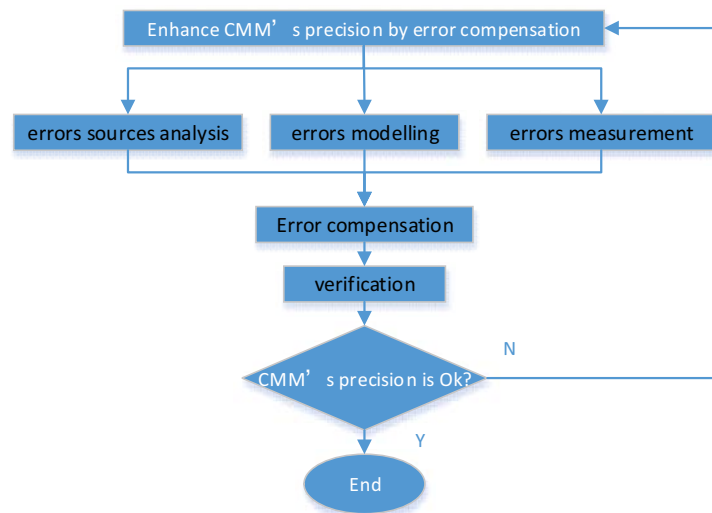 Enhance CMM’s precision by error compensation
errors sources analysis
errors modelling
errors measurement
Error compensation
verification
CMM’s precision is Ok?
N
Y
End